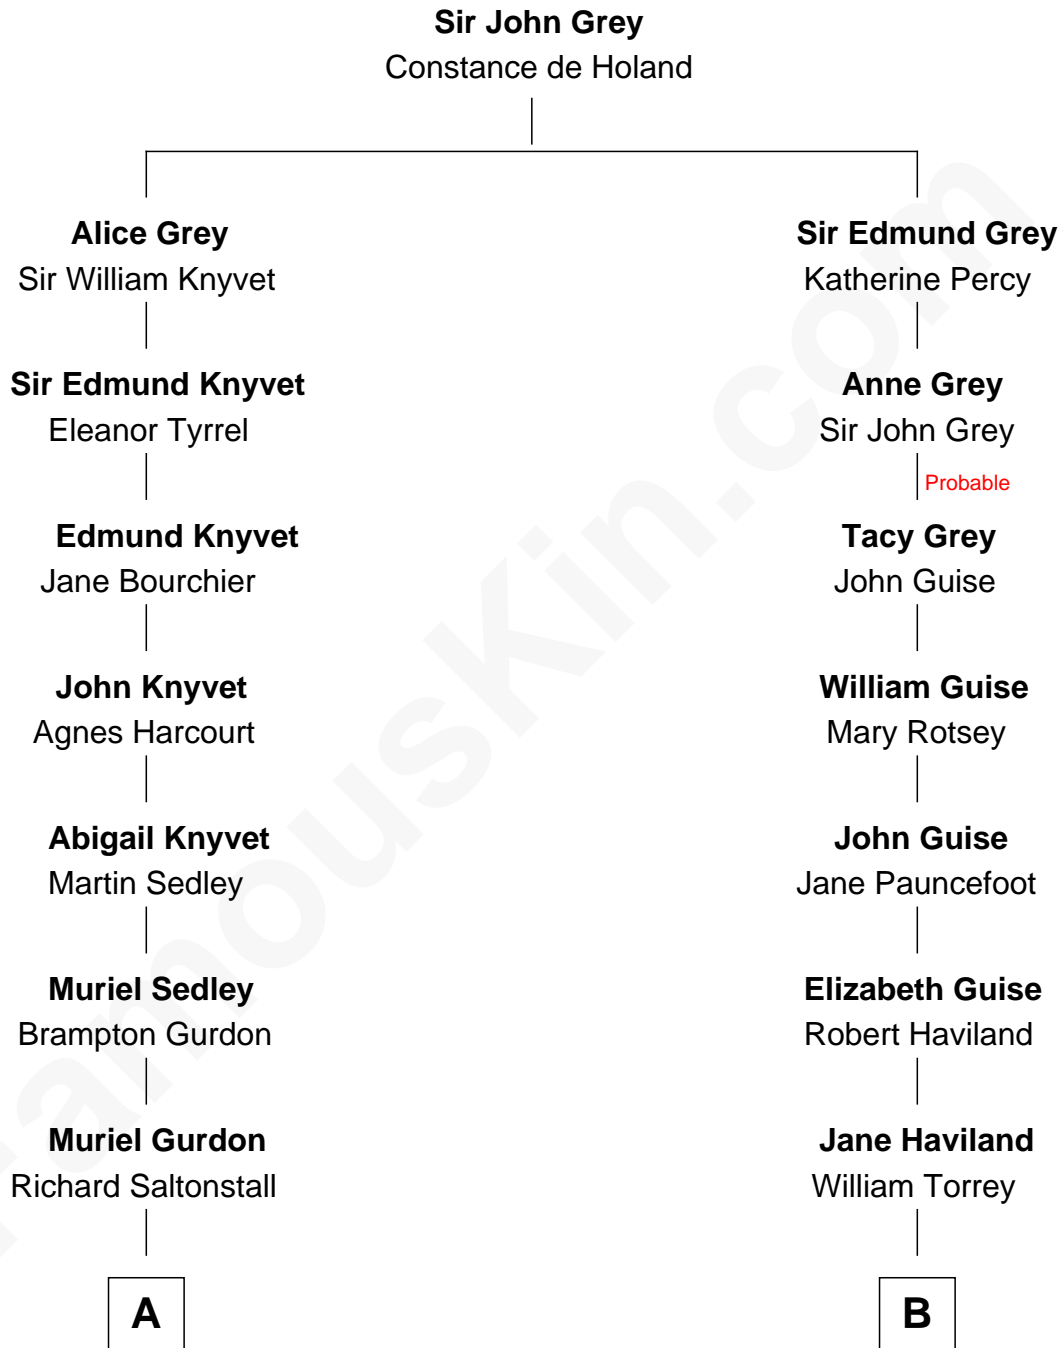 Sir John Grey
Constance de Holand
Alice Grey
Sir William Knyvet
Sir Edmund Knyvet
Eleanor Tyrrel
Edmund Knyvet
Jane Bourchier
John Knyvet
Agnes Harcourt
Abigail Knyvet
Martin Sedley
Muriel Sedley
Brampton Gurdon
Muriel Gurdon
Richard Saltonstall
A
Sir Edmund Grey
Katherine Percy
Anne Grey
Sir John Grey
Probable
Tacy Grey
John Guise
William Guise
Mary Rotsey
John Guise
Jane Pauncefoot
Elizabeth Guise
Robert Haviland
Jane Haviland
William Torrey
B
FamousKin.com